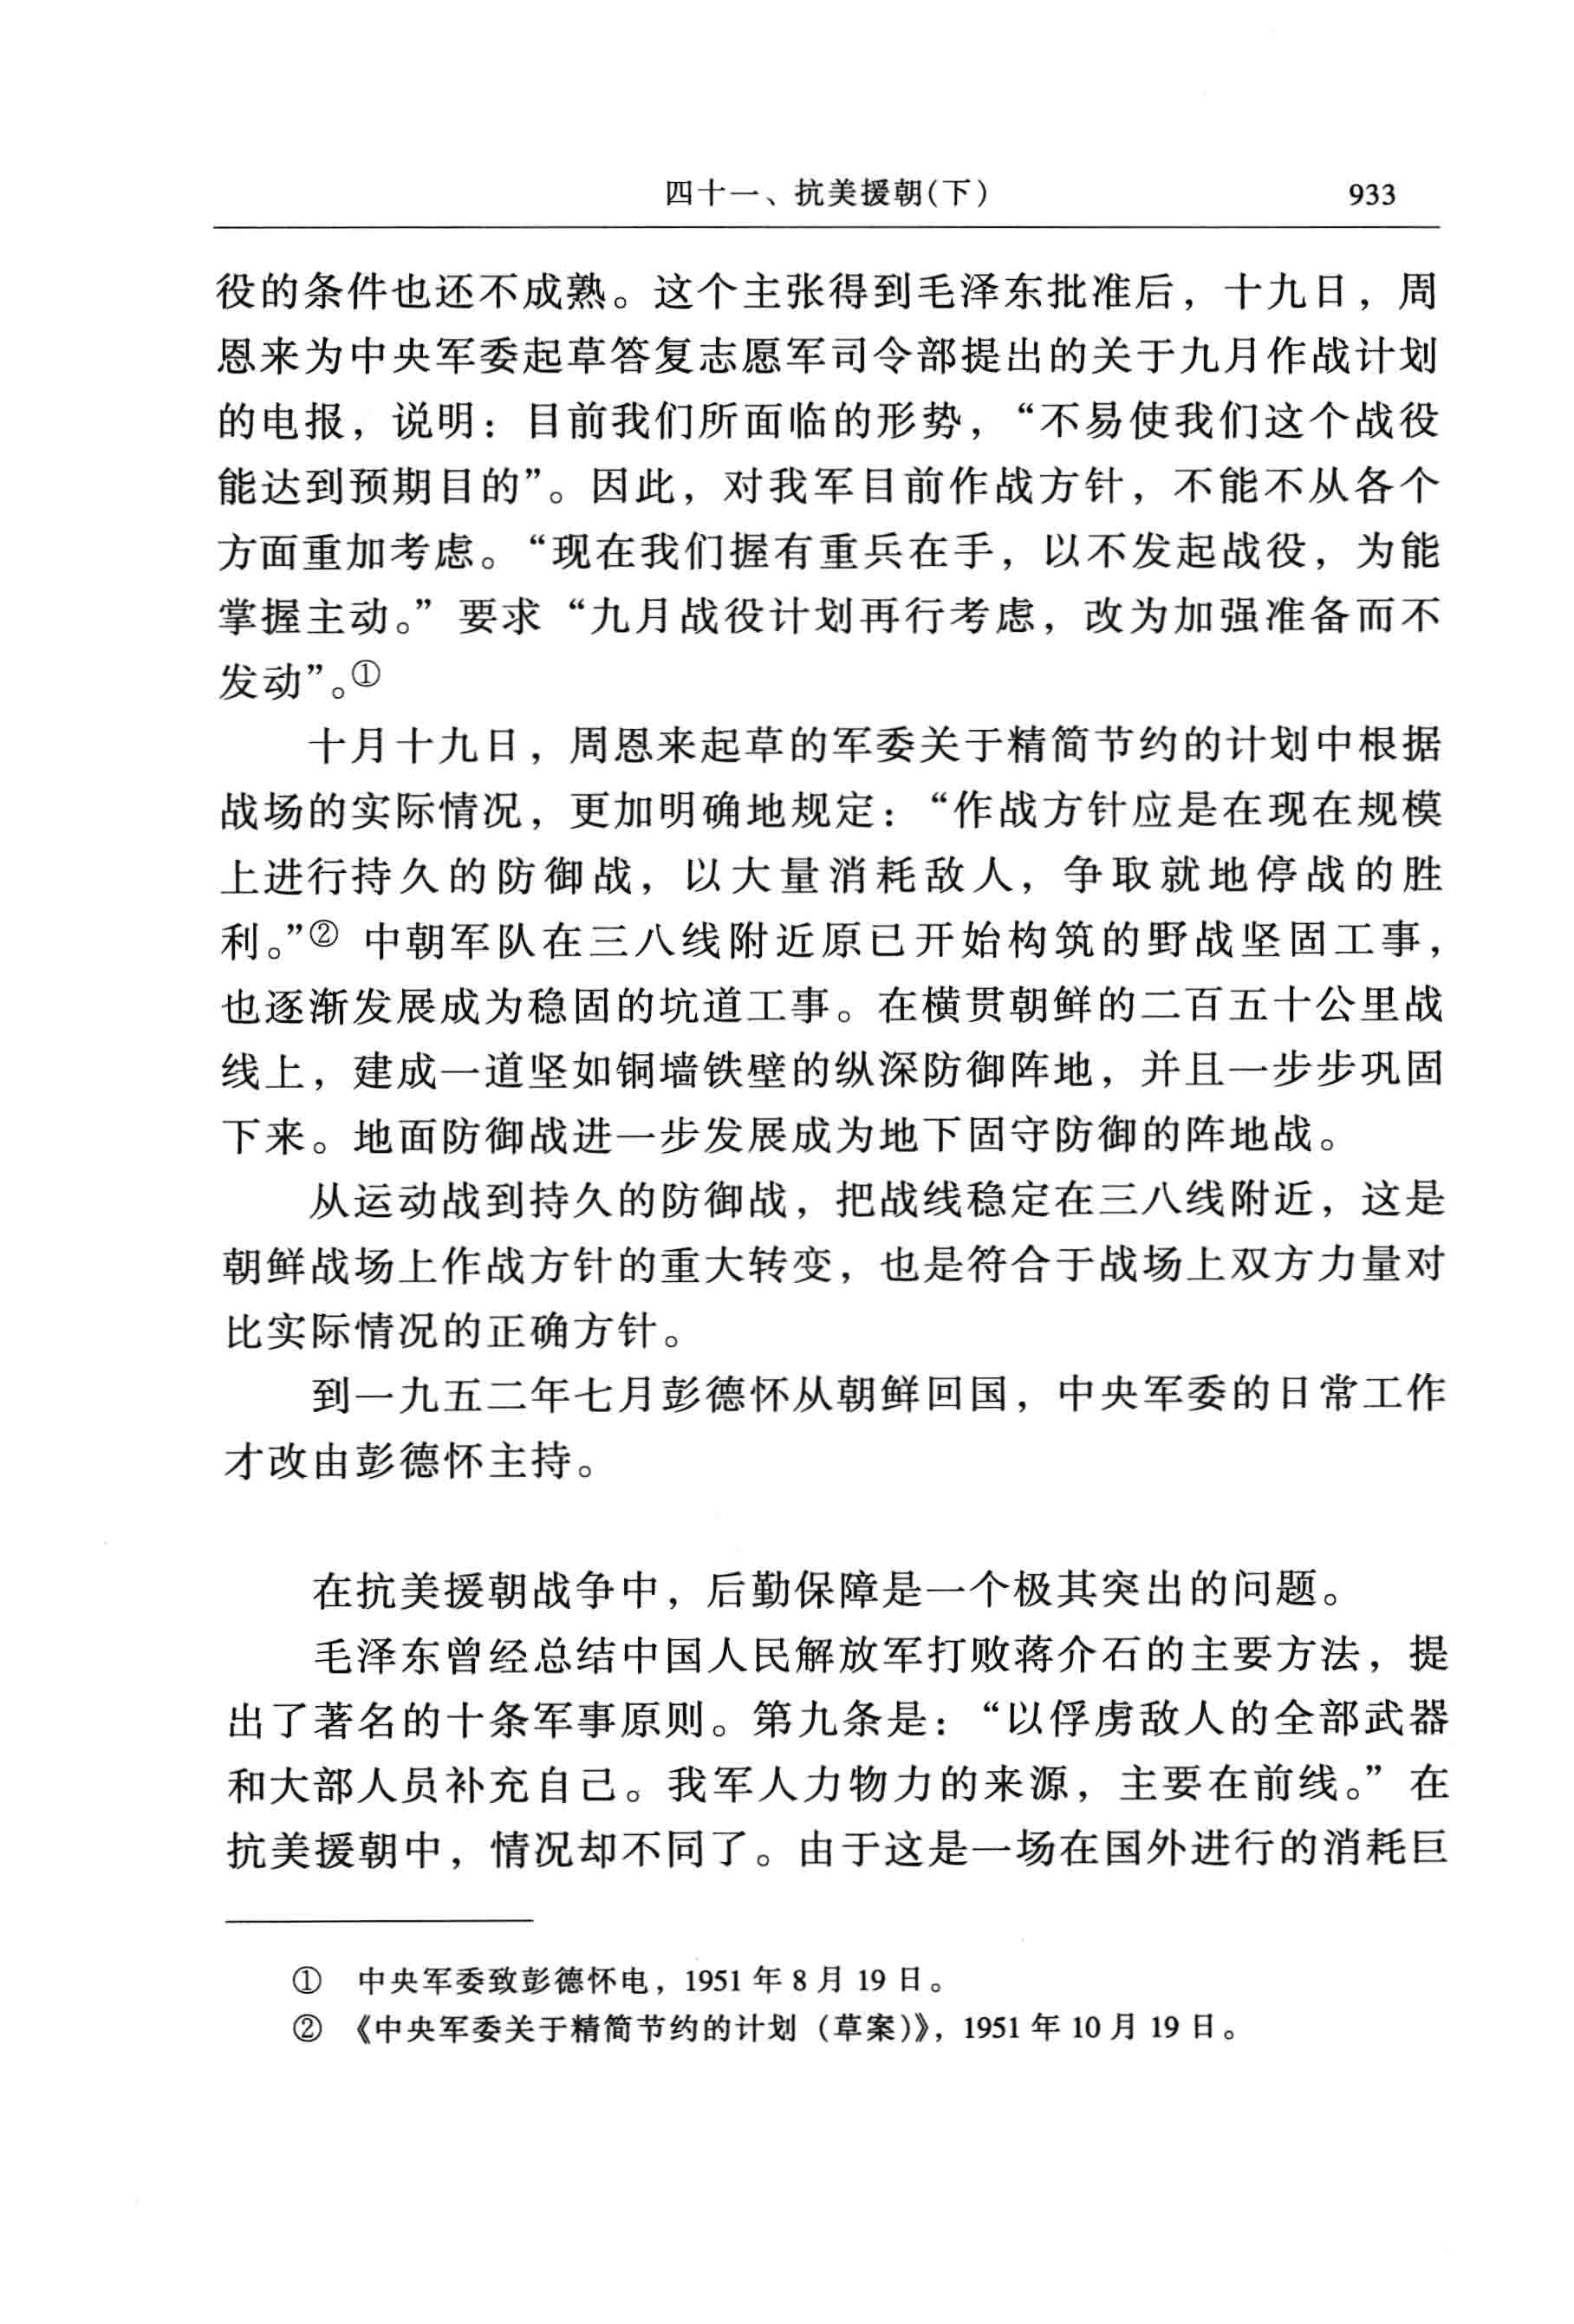 四十一、抗美援朝(下) 933
役的条件也还不成熟。这个主张得到毛泽东批准后，十九日，周
恩来为中央军委起草答复志愿军司令部提出的关于九月作战计划
的电报，说明：目前我们所面临的形势，“不易使我们这个战役
能达到预期目的”。因此，对我军目前作战方针，不能不从各个
方面重加考虑。“现在我们握有重兵在手，以不发起战役，为能
掌握主动。”要求“九月战役计划再行考虑，改为加强准备而不
发动”。①
十月十九日，周恩来起草的军委关于精简节约的计划中根据
战场的实际情况，更加明确地规定：“作战方针应是在现在规模
上进行持久的防御战，以大量消耗敌人，争取就地停战的胜
利。”② 中朝军队在三八线附近原已开始构筑的野战坚固工事，
也逐渐发展成为稳固的坑道工事。在横贯朝鲜的二百五十公里战
线上，建成一道坚如铜墙铁壁的纵深防御阵地，并且一步步巩固
下来。地面防御战进一步发展成为地下固守防御的阵地战。
从运动战到持久的防御战，把战线稳定在三八线附近，这是
朝鲜战场上作战方针的重大转变，也是符合于战场上双方力量对
比实际情况的正确方针。
到一九五二年七月彭德怀从朝鲜回国，中央军委的日常工作
才改由彭德怀主持。
在抗美援朝战争中，后勤保障是一个极其突出的问题。
毛泽东曾经总结中国人民解放军打败蒋介石的主要方法，提
出了著名的十条军事原则。第九条是：“以俘虏敌人的全部武器
和大部人员补充自己。我军人力物力的来源，主要在前线。”在
抗美援朝中，情况却不同了。由于这是一场在国外进行的消耗巨
① 中央军委致彭德怀电，1951 年 8 月 19 日。
② 《中央军委关于精简节约的计划（草案）》，1951 年 10 月 19 日。